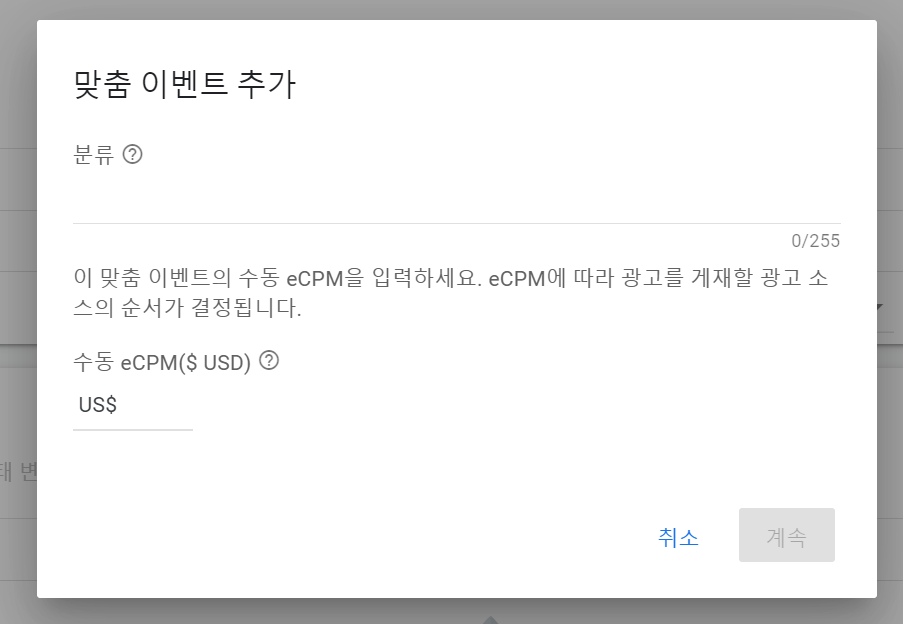 맞춤 이벤트 추가
분류
0/255
이 맞춤 이벤트의 수동 eCPM을 입력하세요. eCPM에 따라 광고를 게재할 광고 소
스의 순서가 결정됩니다.
수동 eCPM($ USD)
US$
취소 계속